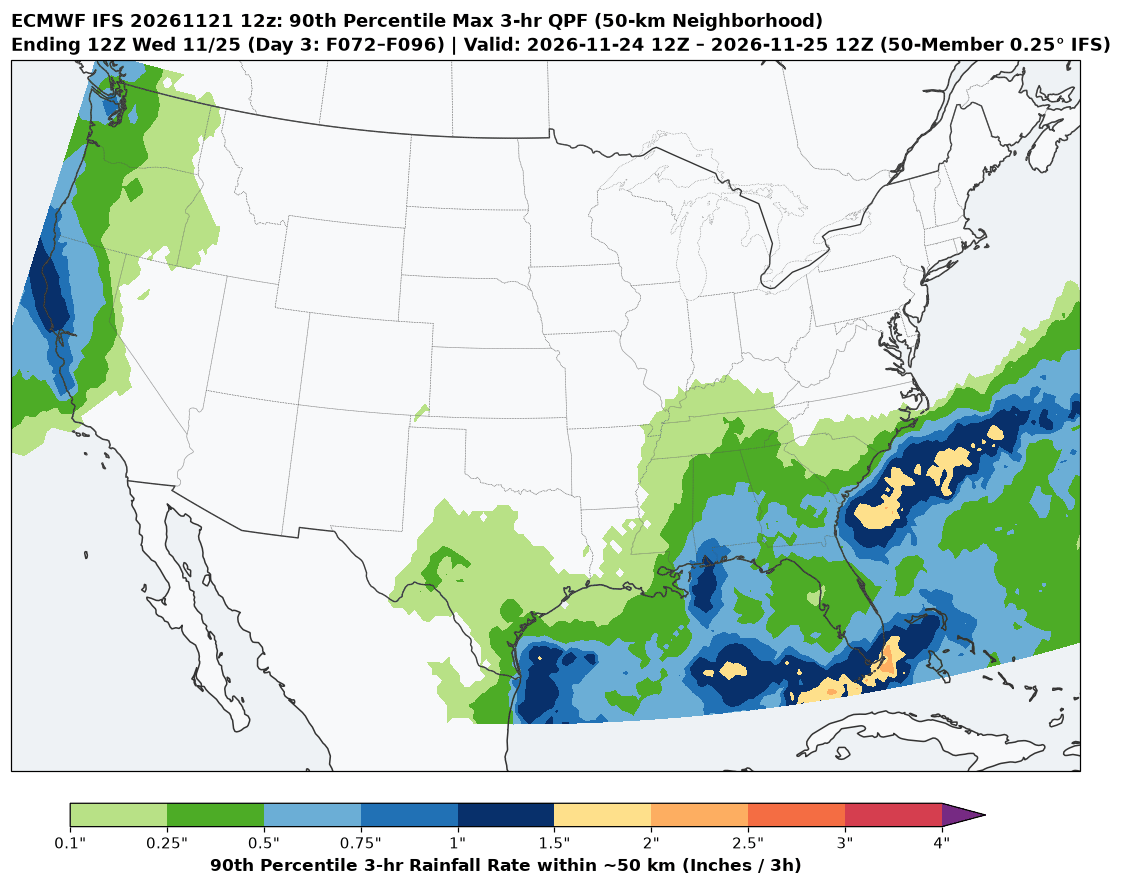 ECMWF IFS 20261121 12z: 90th Percentile Max 3-hr QPF (50-km Neighborhood)
Ending 12Z Wed 11/25 (Day 3: F072–F096) | Valid: 2026-11-24 12Z – 2026-11-25 12Z (50-Member 0.25° IFS)
0.1" 0.25" 0.5" 0.75" 1" 1.5" 2" 2.5" 3" 4"
90th Percentile 3-hr Rainfall Rate within ~50 km (Inches / 3h)